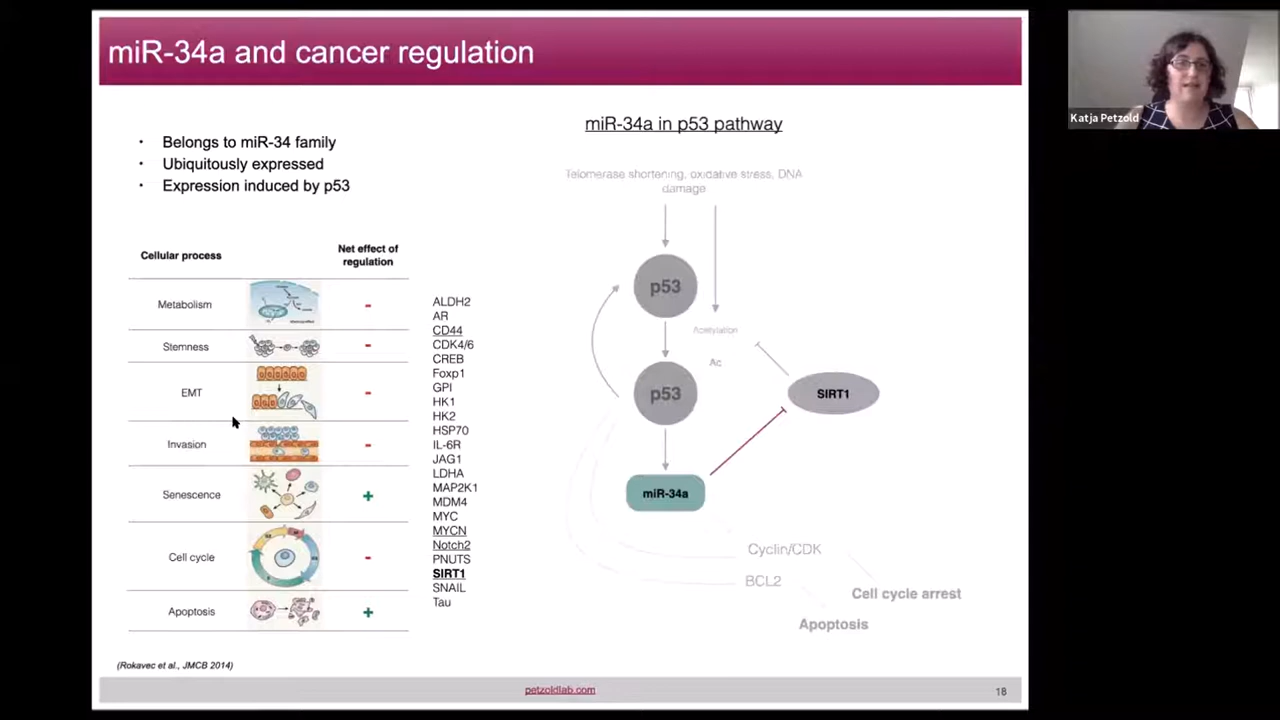 miR-34a and cancer regulation
Katja Petzold
• Belongs to miR-34 family
• Ubiquitously expressed
• Expression induced by p53
Cellular process
Net effect of
regulation
Metabolism -
Stemness -
EMT -
Invasion -
Senescence +
Cell cycle -
Apoptosis +
ALDH2
AR
CD44
CDK4/6
CREB
Foxp1
GPI
HK1
HK2
HSP70
IL-6R
JAG1
LDHA
MAP2K1
MDM4
MYC
MYCN
Notch2
PNUTS
SIRT1
SNAIL
Tau
miR-34a in p53 pathway
Telomerase shortening, oxidative stress, DNA
damage
p53
Acetylation
Ac
p53
SIRT1
miR-34a
Cyclin/CDK
BCL2
Cell cycle arrest
Apoptosis
(Rokavec et al., JMCB 2014)
petzoldlab.com
18